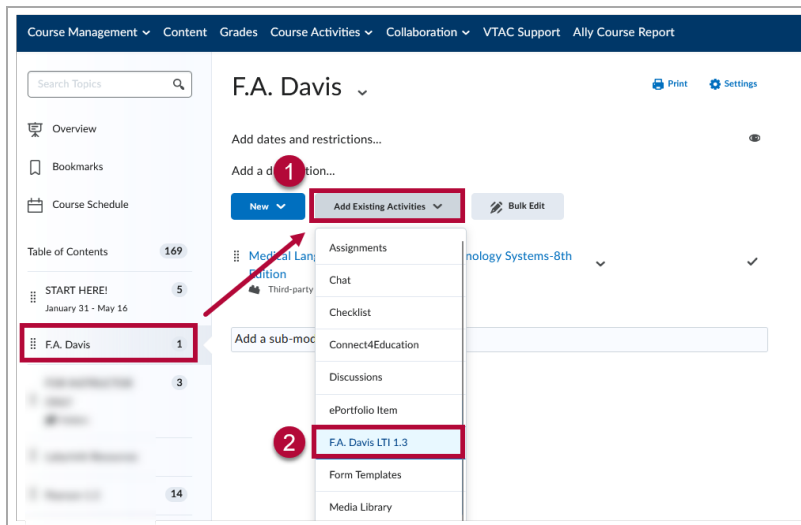 Course Management Content Grades Course Activities Collaboration VTAC Support Ally Course Report
Search Topics
F.A. Davis
Print
Settings
Overview
Add dates and restrictions...
Bookmarks
Add a d tion...
1
Course Schedule
New
Add Existing Activities
Bulk Edit
Table of Contents
169
Medical Lang nology Systems-8th
Edition
Third-party
START HERE!
5
January 31 - May 16
F.A. Davis
1
Add a sub-mod
3
14
Assignments
Chat
Checklist
Connect4Education
Discussions
ePortfolio Item
2
F.A. Davis LTI 1.3
Form Templates
Media Library